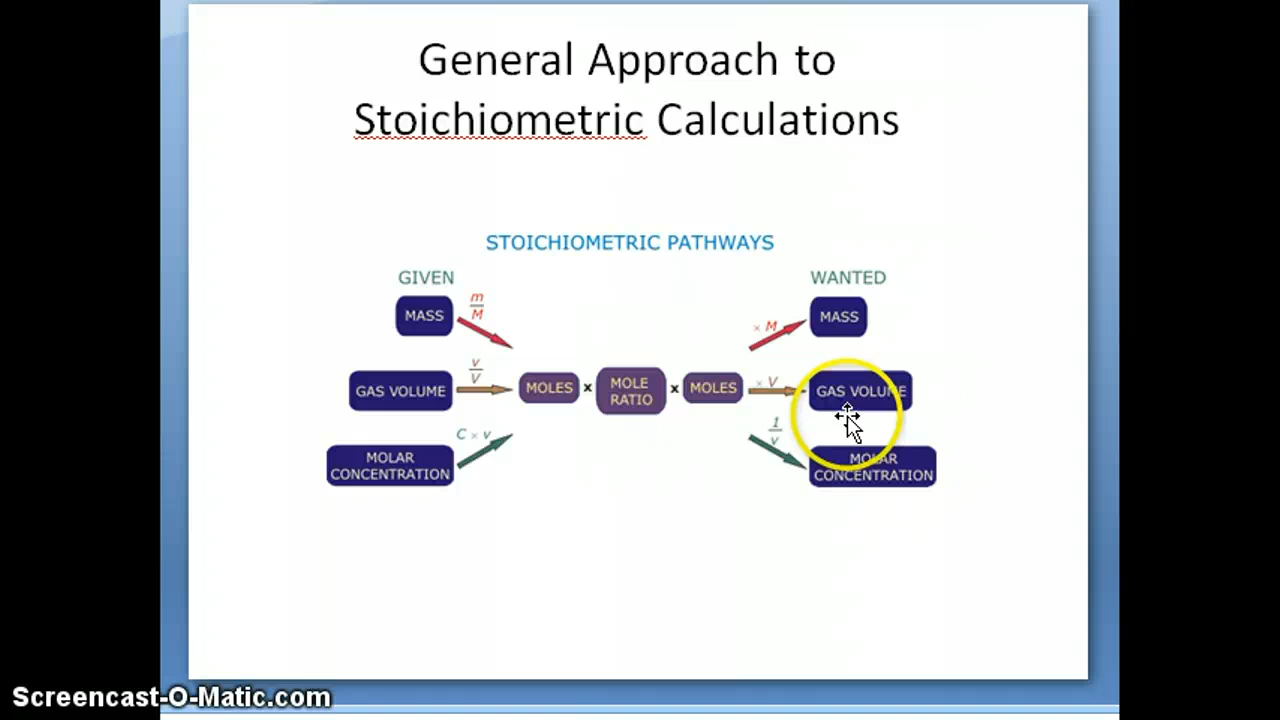 General Approach to
Stoichiometric Calculations
STOICHIOMETRIC PATHWAYS
GIVEN
WANTED
MASS
m
M
× M
MASS
GAS VOLUME
v
V
MOLES
x
MOLE
RATIO
x
MOLES
× V
GAS VOLUME
MOLAR
CONCENTRATION
C × v
1
v
MOLAR
CONCENTRATION
Screencast-O-Matic.com